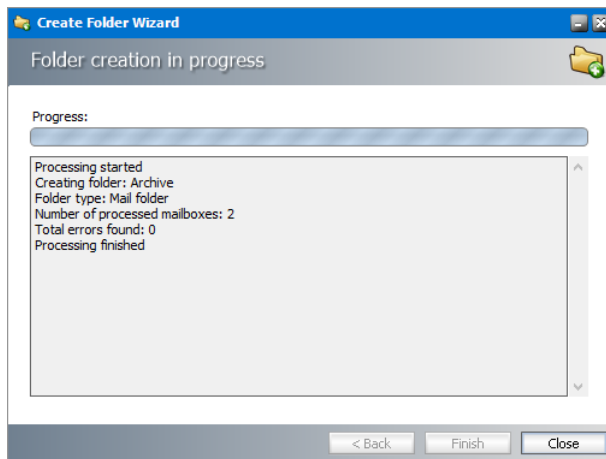 Create Folder Wizard
Folder creation in progress
Progress:
Processing started
Creating folder: Archive
Folder type: Mail folder
Number of processed mailboxes: 2
Total errors found: 0
Processing finished
< Back
Finish
Close